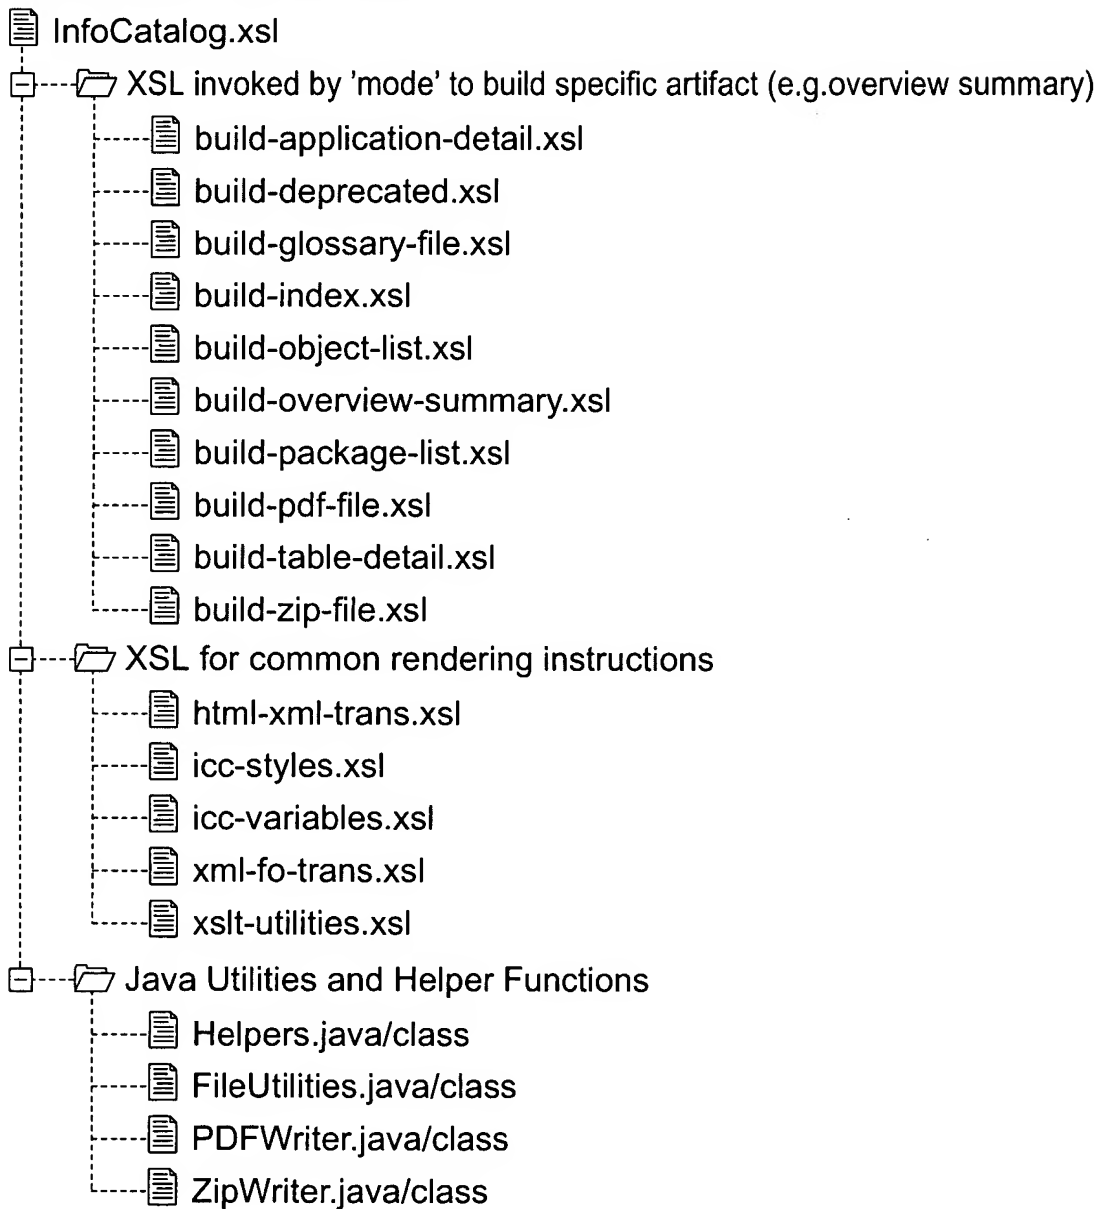 InfoCatalog.xsl
XSL invoked by 'mode' to build specific artifact (e.g.overview summary)
build-application-detail.xsl
build-deprecated.xsl
build-glossary-file.xsl
build-index.xsl
build-object-list.xsl
build-overview-summary.xsl
build-package-list.xsl
build-pdf-file.xsl
build-table-detail.xsl
build-zip-file.xsl
XSL for common rendering instructions
html-xml-trans.xsl
icc-styles.xsl
icc-variables.xsl
xml-fo-trans.xsl
xslt-utilities.xsl
Java Utilities and Helper Functions
Helpers.java/class
FileUtilities.java/class
PDFWriter.java/class
ZipWriter.java/class